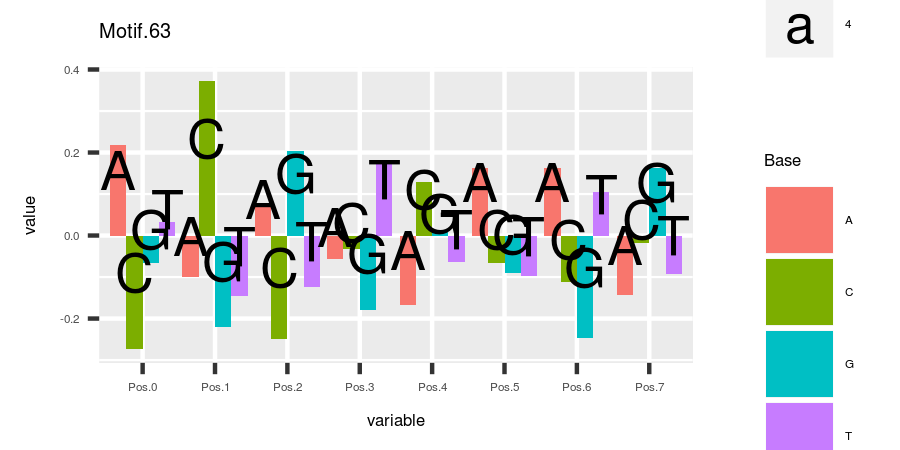 Motif.63
a 4
0.4
0.2
0.0
-0.2
value
A C G T A C G T A C G T A C G T A C G T A C G T A C G T A C G T
Pos.0 Pos.1 Pos.2 Pos.3 Pos.4 Pos.5 Pos.6 Pos.7
variable
Base
A
C
G
T